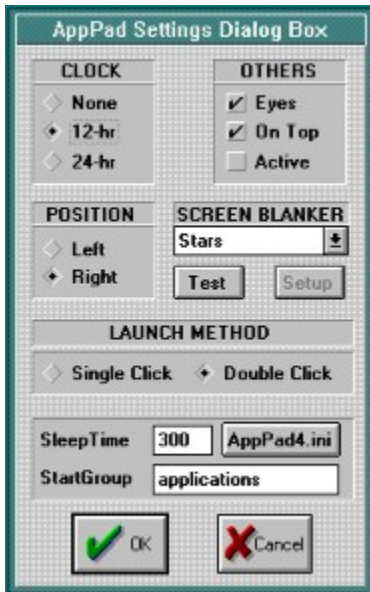 AppPad Settings Dialog Box
CLOCK
None
12-hr
24-hr
OTHERS
Eyes
On Top
Active
POSITION
Left
Right
SCREEN BLANKER
Stars
Test Setup
LAUNCH METHOD
Single Click Double Click
SleepTime 300 AppPad4.ini
StartGroup applications
OK Cancel